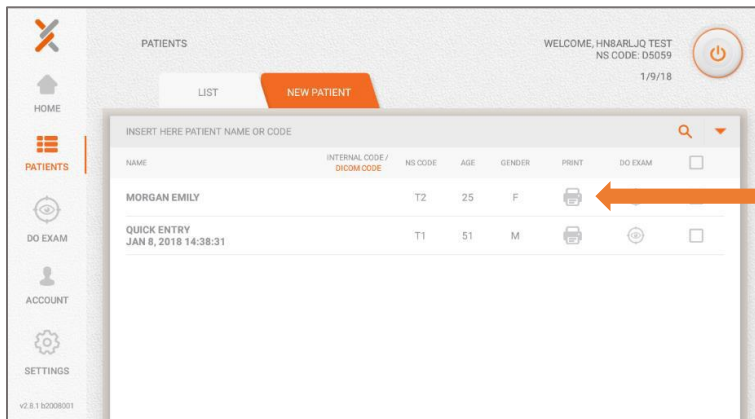 PATIENTS
WELCOME, HN8ARLJQ TEST
NS CODE: D5059
1/9/18
HOME
PATIENTS
DO EXAM
ACCOUNT
SETTINGS
v2.8.1 b2008001
LIST
NEW PATIENT
INSERT HERE PATIENT NAME OR CODE
NAME INTERNAL CODE / DICOM CODE NS CODE AGE GENDER PRINT DO EXAM
MORGAN EMILY T2 25 F
QUICK ENTRY
JAN 8, 2018 14:38:31 T1 51 M